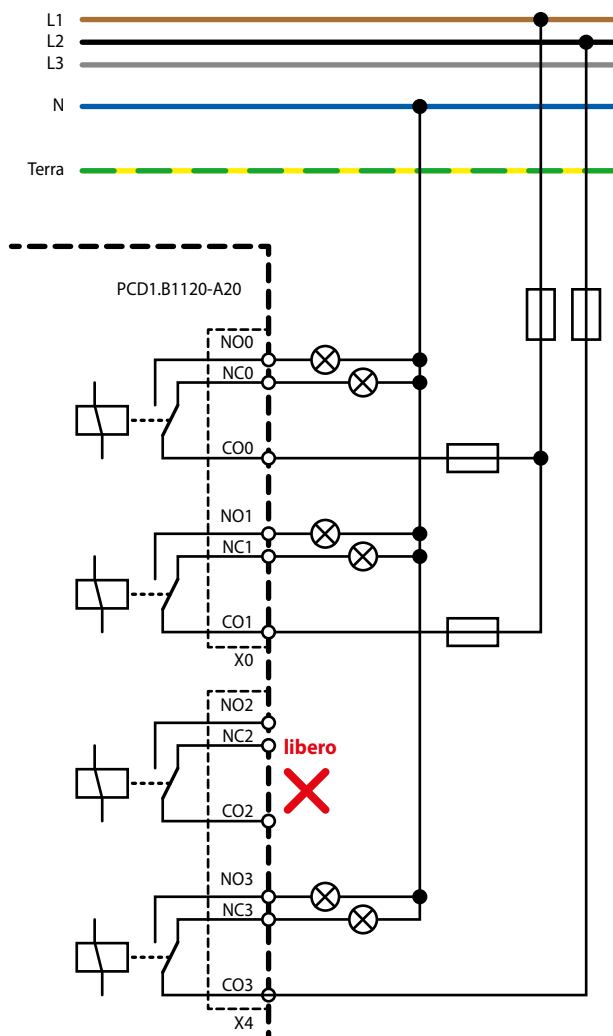 L1
L2
L3
N
Terra
PCD1.B1120-A20
NO0
NC0
CO0
NO1
NC1
CO1
X0
NO2
NC2
libero
CO2
NO3
NC3
CO3
X4